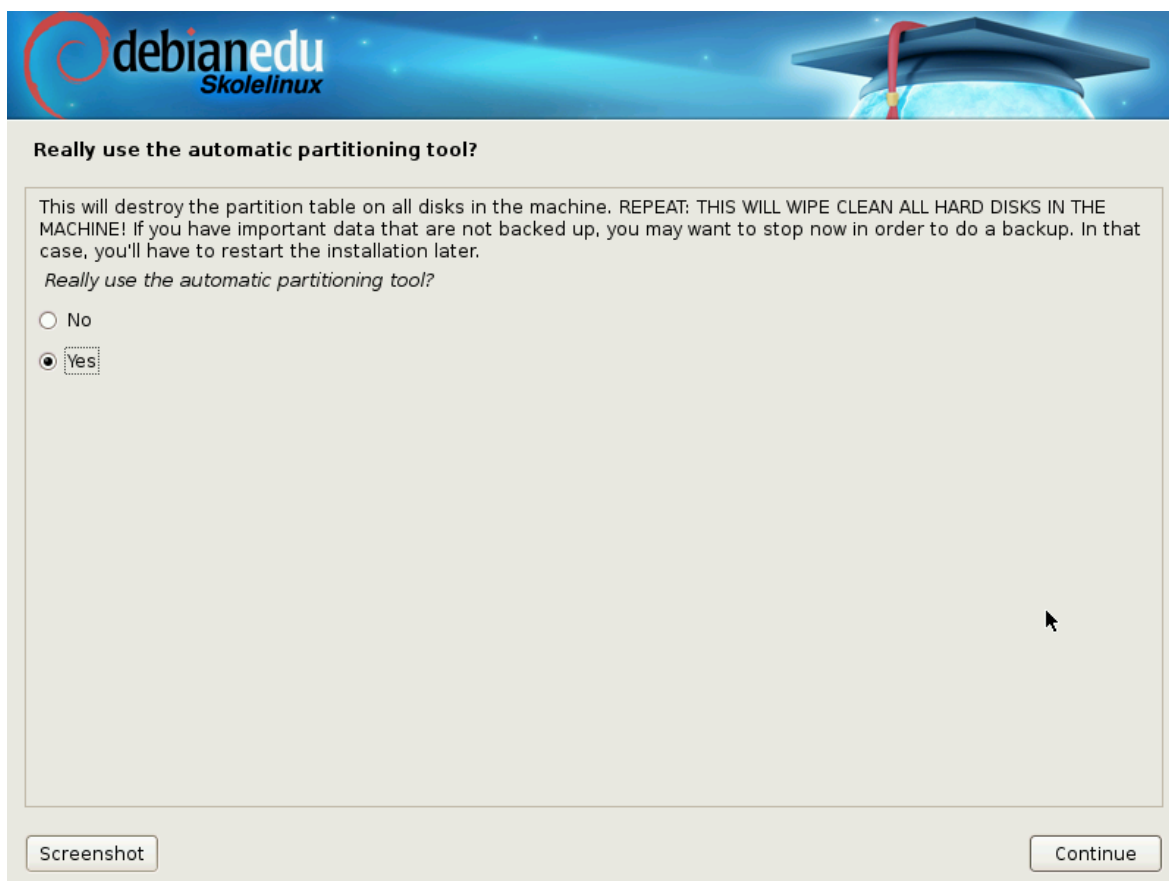 debianedu
Skolelinux
Really use the automatic partitioning tool?
This will destroy the partition table on all disks in the machine. REPEAT: THIS WILL WIPE CLEAN ALL HARD DISKS IN THE
MACHINE! If you have important data that are not backed up, you may want to stop now in order to do a backup. In that
case, you'll have to restart the installation later.
Really use the automatic partitioning tool?
No
Yes
Screenshot
Continue